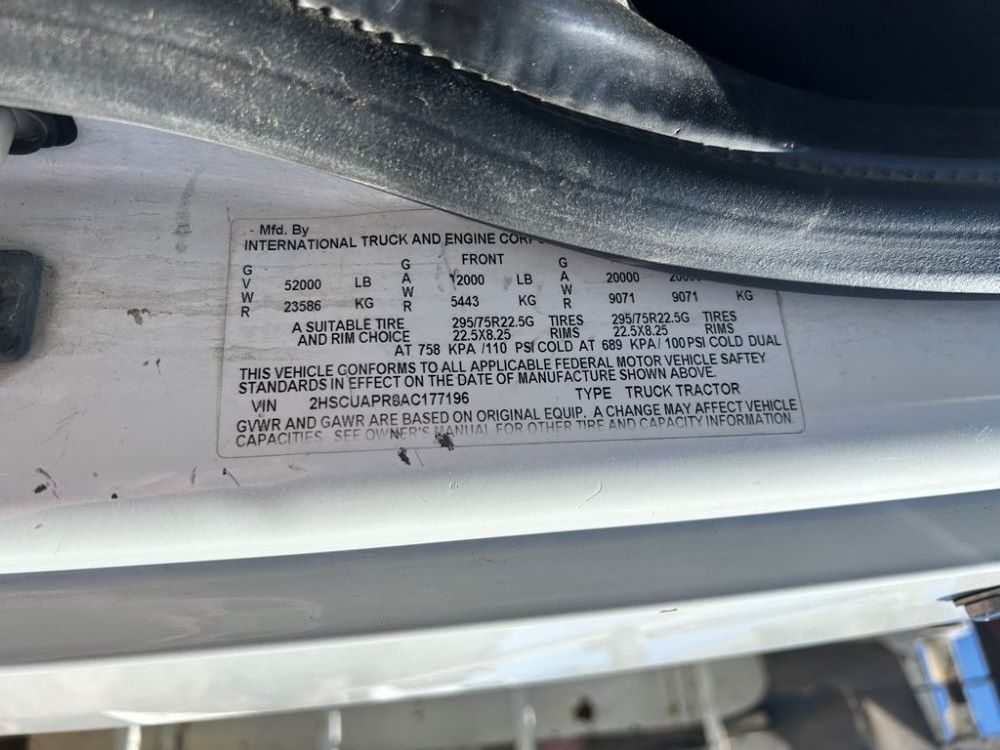 Mfd. By
INTERNATIONAL TRUCK AND ENGINE
FRONT
GVWR 52000 LB GAWR 12000 LB GAWR 20000
23586 KG 5443 KG 9071 9071 KG
A SUITABLE TIRE 295/75R22.5G TIRES 295/75R22.5G TIRES
AND RIM CHOICE 22.5X8.25 RIMS 22.5X8.25 RIMS
AT 758 KPA /110 PSI COLD AT 689 KPA /100 PSI COLD DUAL
THIS VEHICLE CONFORMS TO ALL APPLICABLE FEDERAL MOTOR VEHICLE SAFTEY
STANDARDS IN EFFECT ON THE DATE OF MANUFACTURE SHOWN ABOVE.
VIN 2HSCUAPR8AC177196 TYPE TRUCK TRACTOR
GVWR AND GAWR ARE BASED ON ORIGINAL EQUIP. A CHANGE MAY AFFECT VEHICLE
CAPACITIES. SEE OWNER'S MANUAL FOR OTHER TIRE AND CAPACITY INFORMATION.